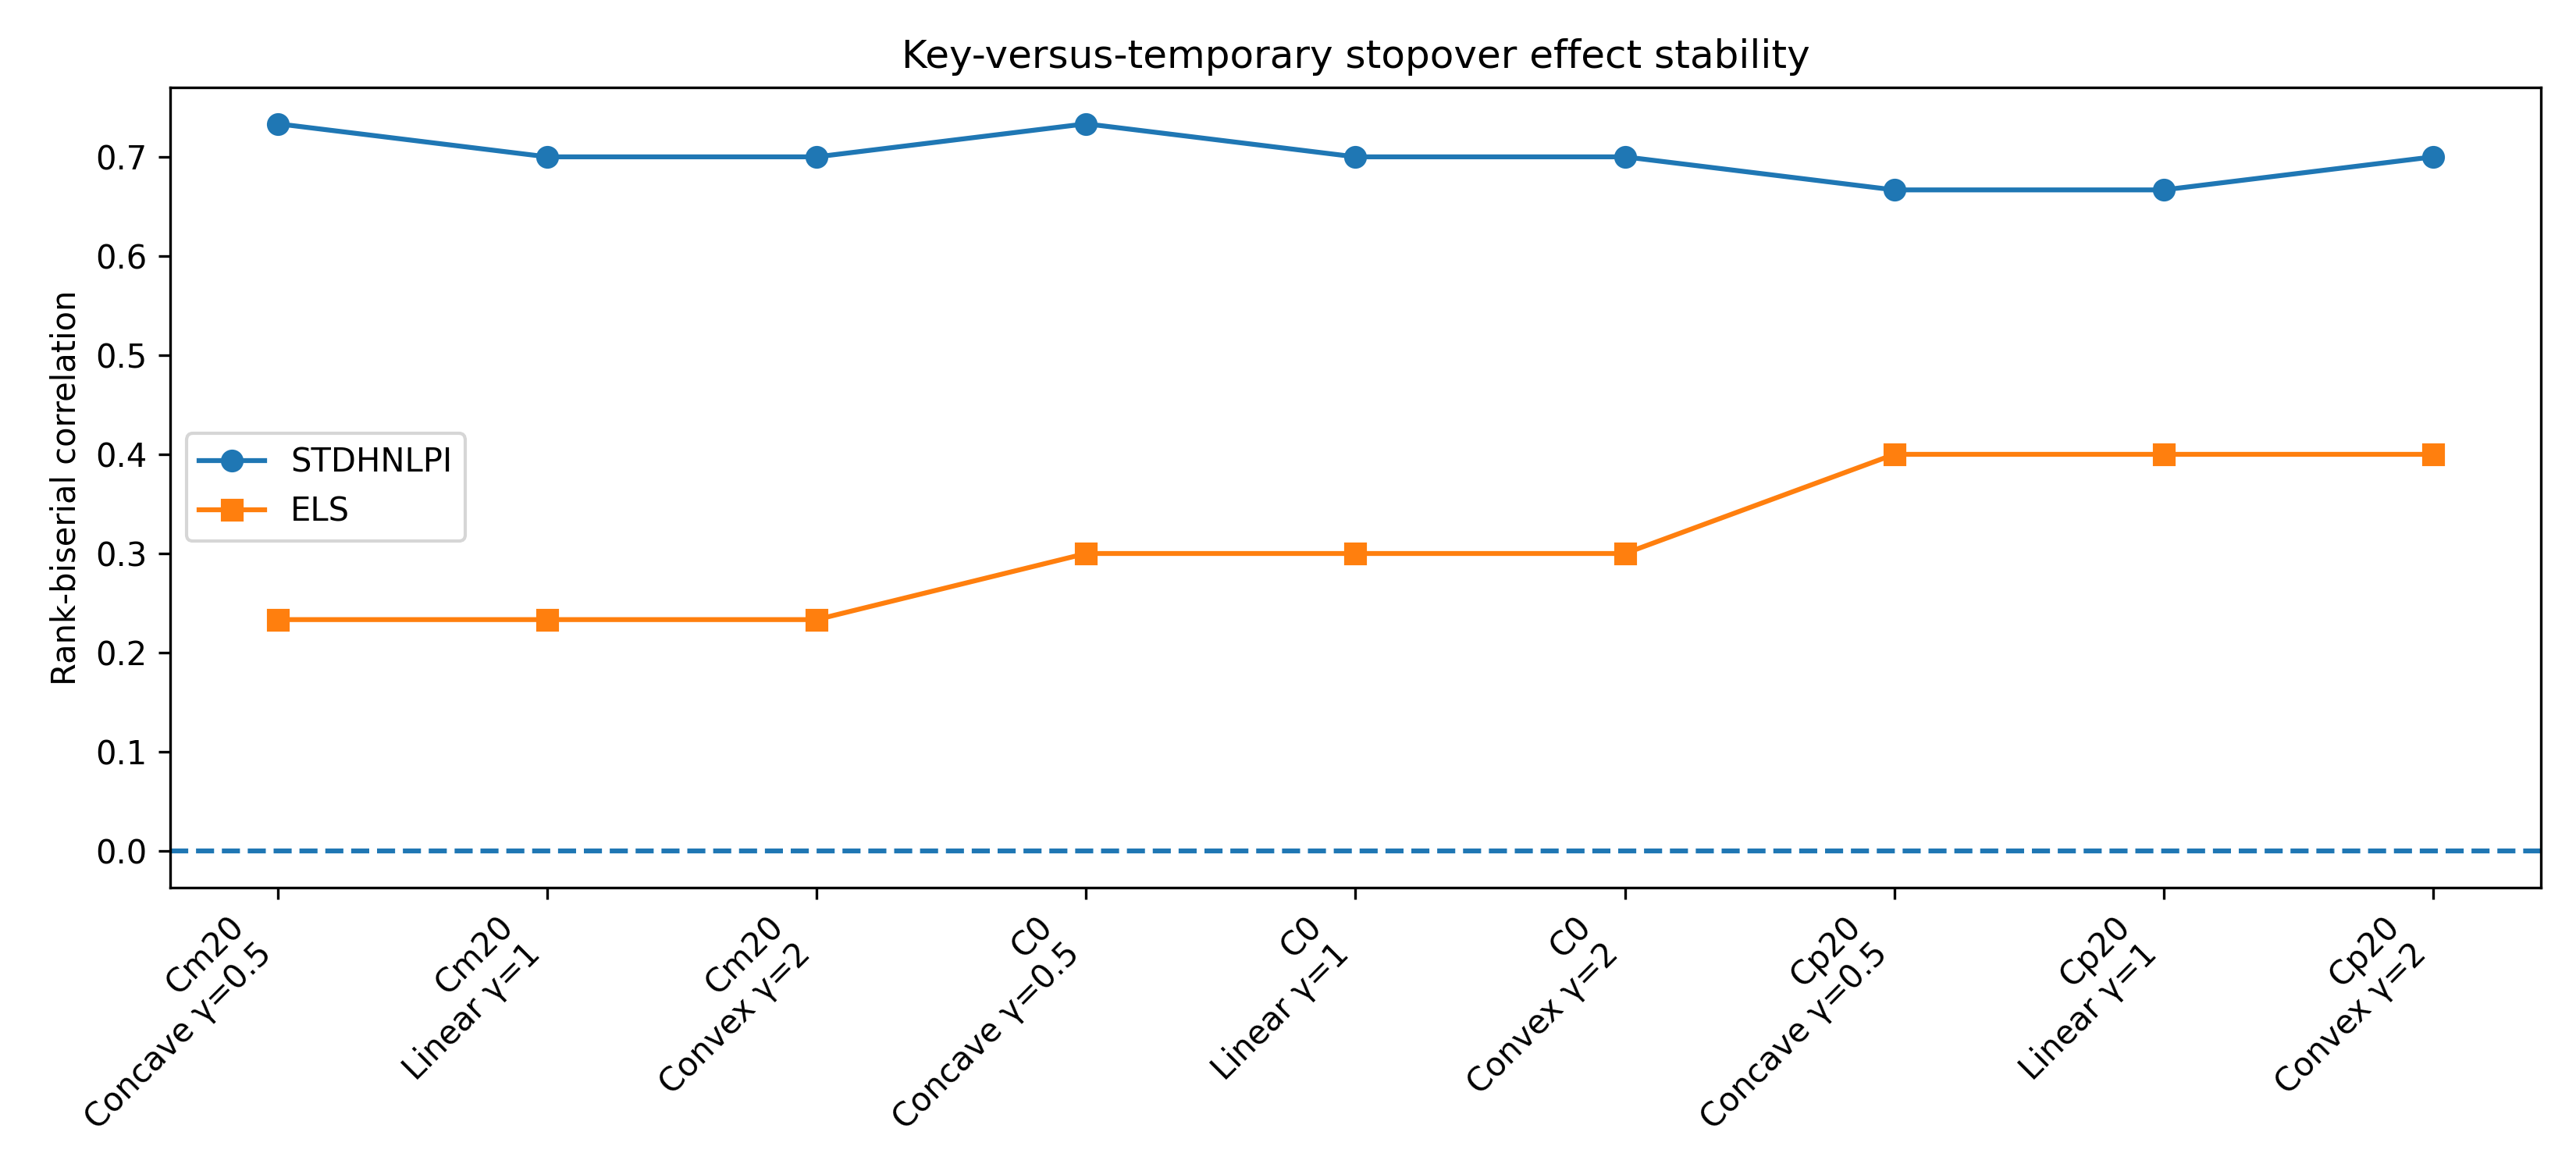 Key-versus-temporary stopover effect stability
Rank-biserial correlation
0.7
0.6
0.5
0.4
0.3
0.2
0.1
0.0
STDHNLPI
ELS
Cm20
Concave γ=0.5
Cm20
Linear γ=1
Cm20
Convex γ=2
C0
Concave γ=0.5
C0
Linear γ=1
C0
Convex γ=2
Cp20
Concave γ=0.5
Cp20
Linear γ=1
Cp20
Convex γ=2